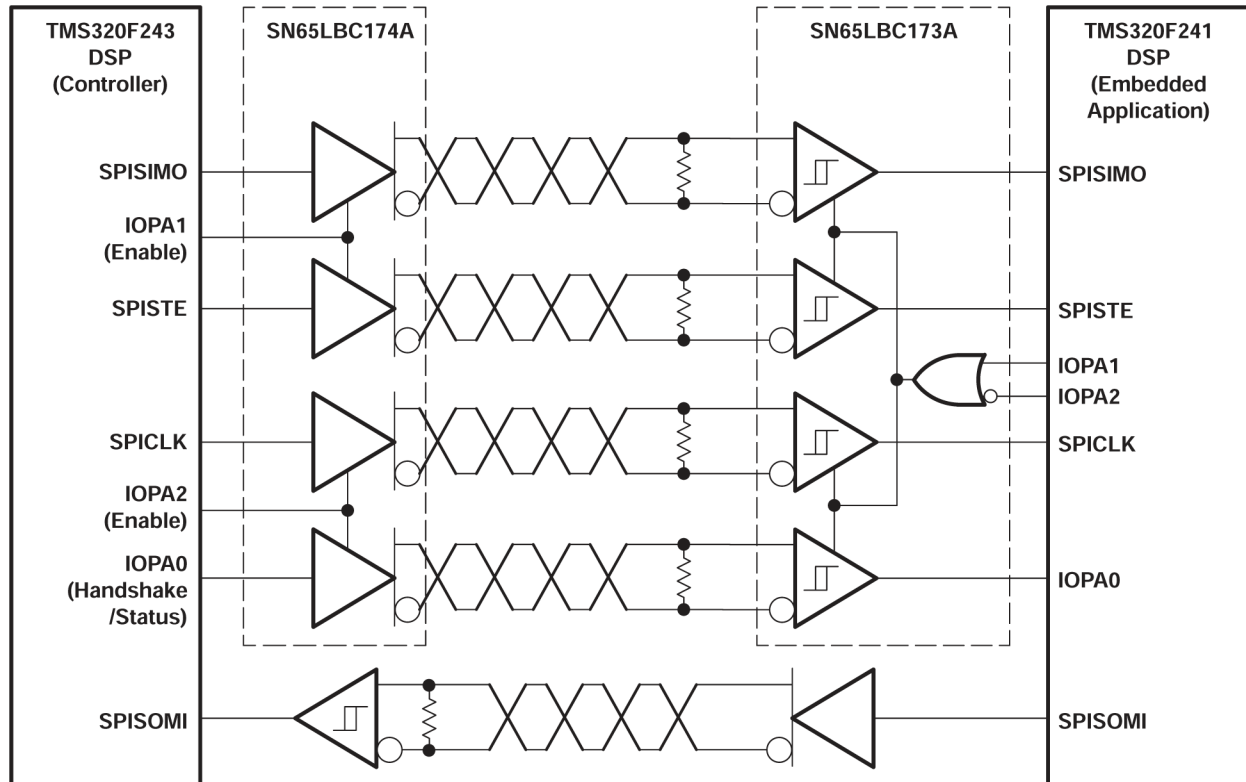 TMS320F243
DSP
(Controller)
SN65LBC174A
SN65LBC173A
TMS320F241
DSP
(Embedded
Application)
SPISIMO
SPISIMO
IOPA1
(Enable)
SPISTE
SPISTE
IOPA1
IOPA2
SPICLK
SPICLK
IOPA2
(Enable)
IOPA0
(Handshake
/Status)
IOPA0
SPISOMI
SPISOMI